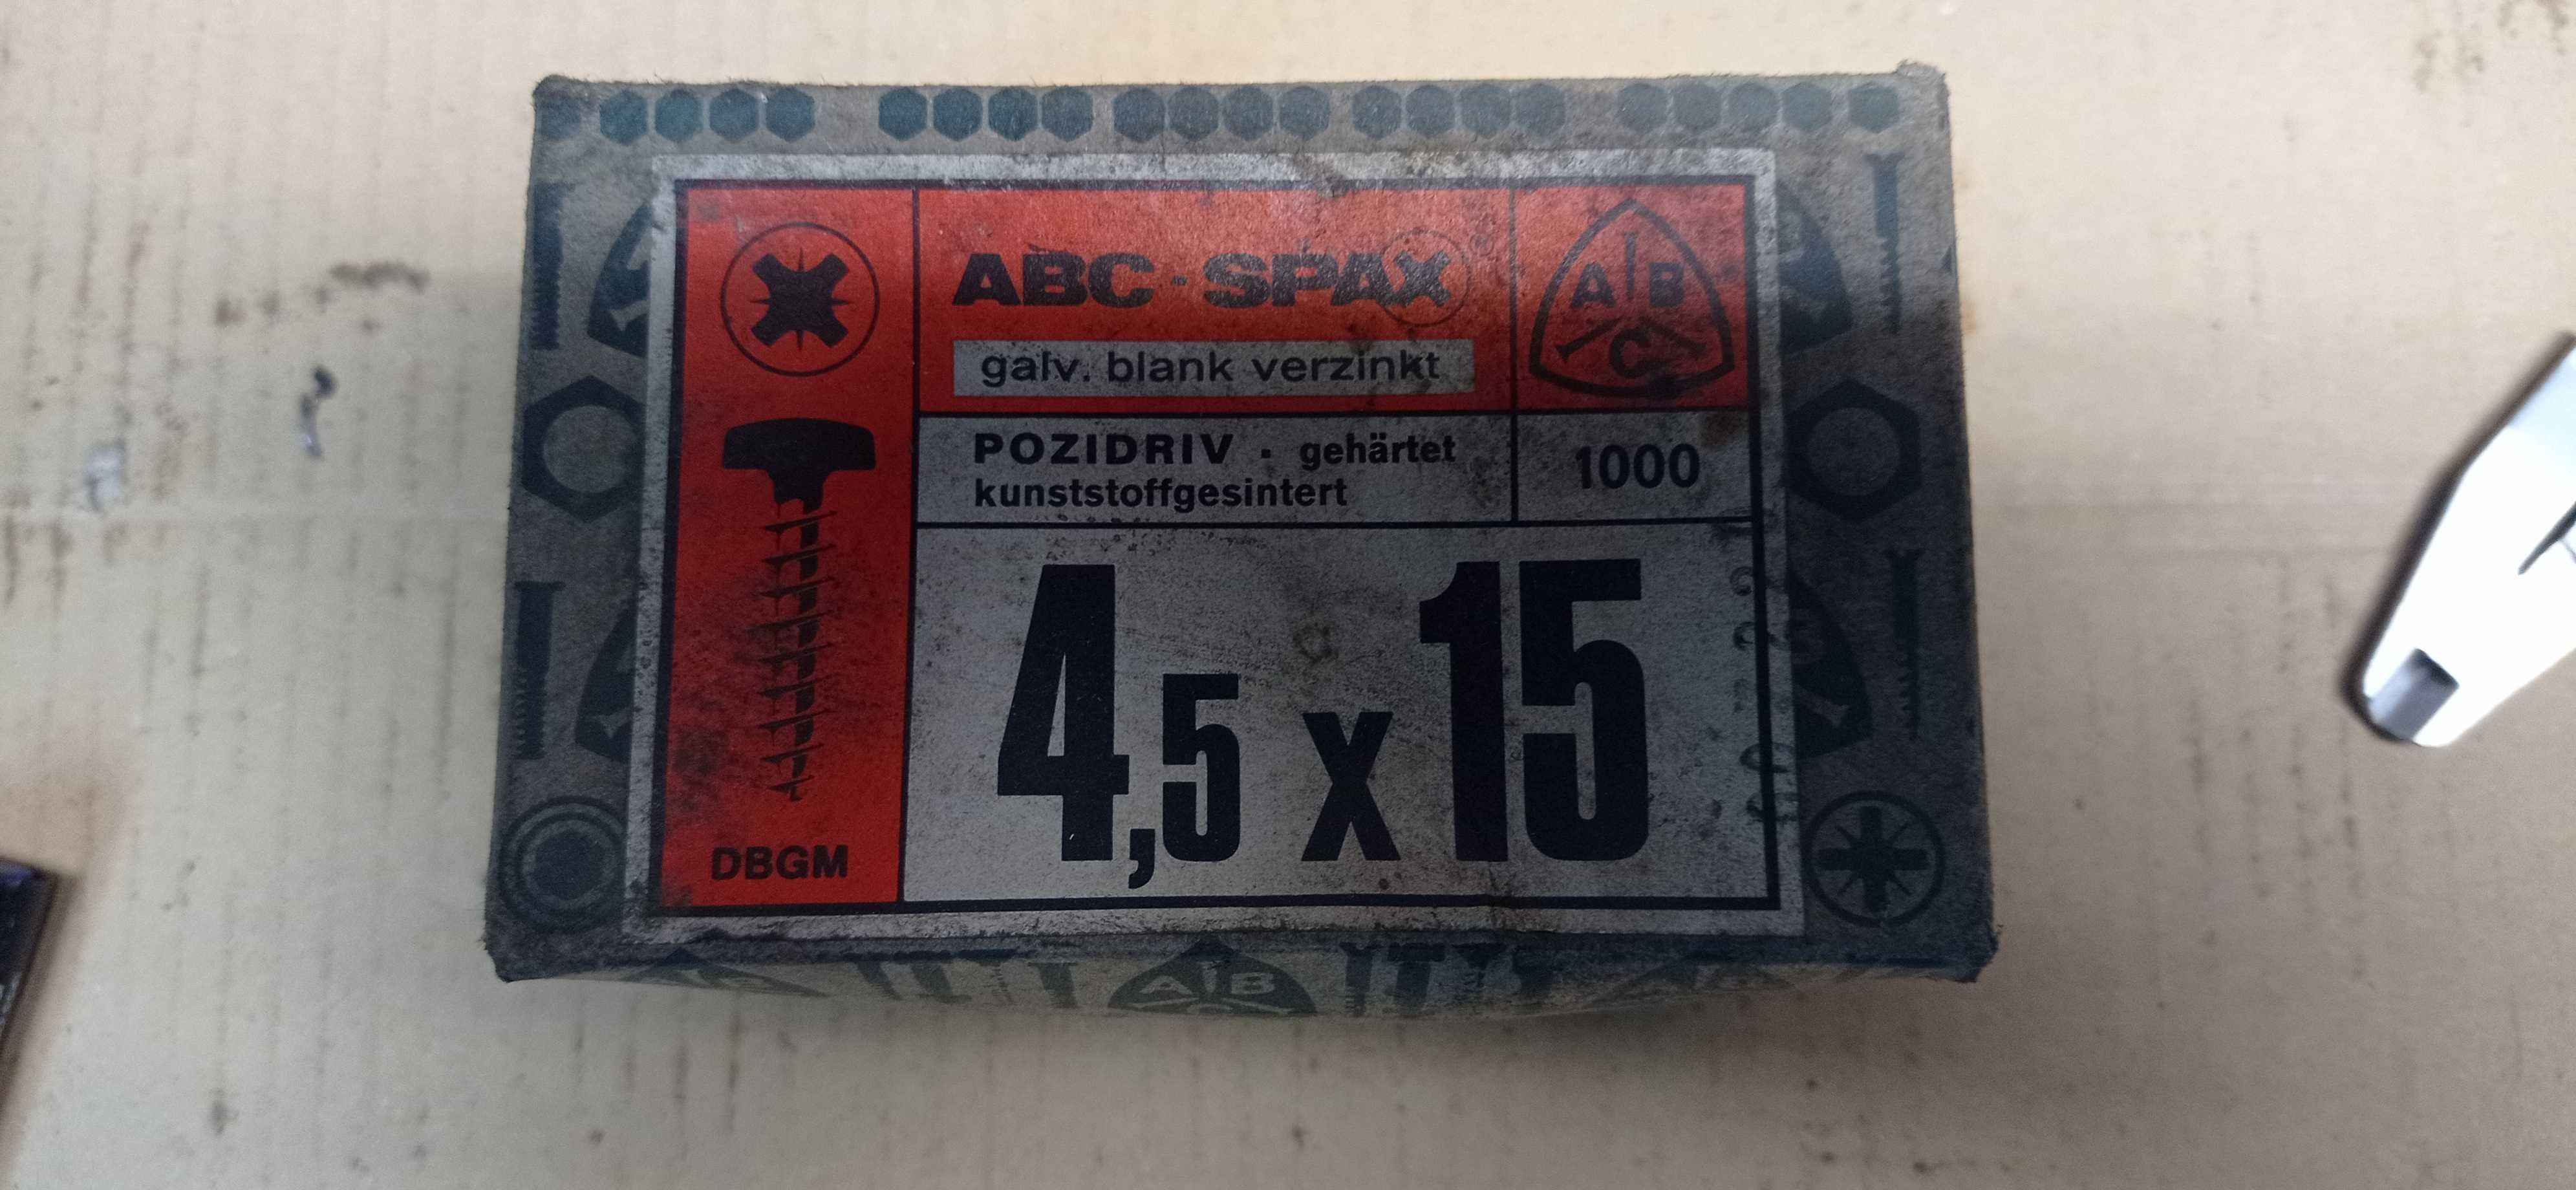 ABC-SPAX
galv. blank verzinkt
A B
C
POZIDRIV · gehärtet
kunststoffgesintert
1000
4,5 x 15
DBGM
A B
C